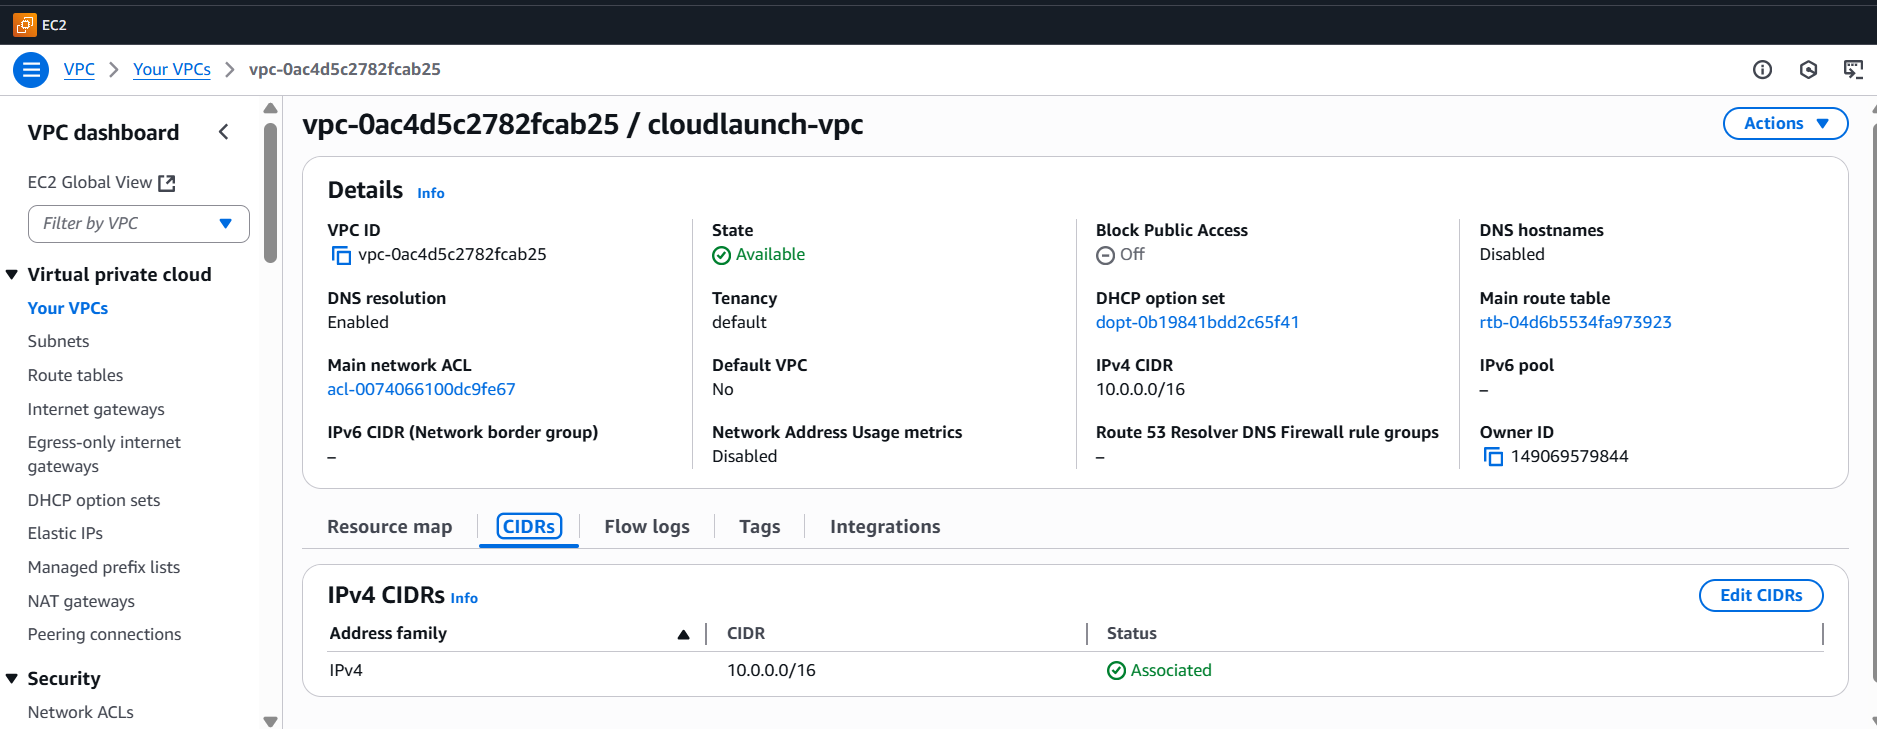 EC2
VPC > Your VPCs > vpc-0ac4d5c2782fcab25
VPC dashboard
EC2 Global View
Filter by VPC
Virtual private cloud
Your VPCs
Subnets
Route tables
Internet gateways
Egress-only internet
gateways
DHCP option sets
Elastic IPs
Managed prefix lists
NAT gateways
Peering connections
Security
Network ACLs
vpc-0ac4d5c2782fcab25 / cloudlaunch-vpc
Actions
Details Info
VPC ID
vpc-0ac4d5c2782fcab25
State
Available
Block Public Access
Off
DNS hostnames
Disabled
DNS resolution
Enabled
Tenancy
default
DHCP option set
dopt-0b19841bdd2c65f41
Main route table
rtb-04d6b5534fa973923
Main network ACL
acl-0074066100dc9fe67
Default VPC
No
IPv4 CIDR
10.0.0.0/16
IPv6 pool
–
IPv6 CIDR (Network border group)
–
Network Address Usage metrics
Disabled
Route 53 Resolver DNS Firewall rule groups
–
Owner ID
149069579844
Resource map CIDRs Flow logs Tags Integrations
IPv4 CIDRs Info
Edit CIDRs
Address family CIDR Status
IPv4 10.0.0.0/16 Associated